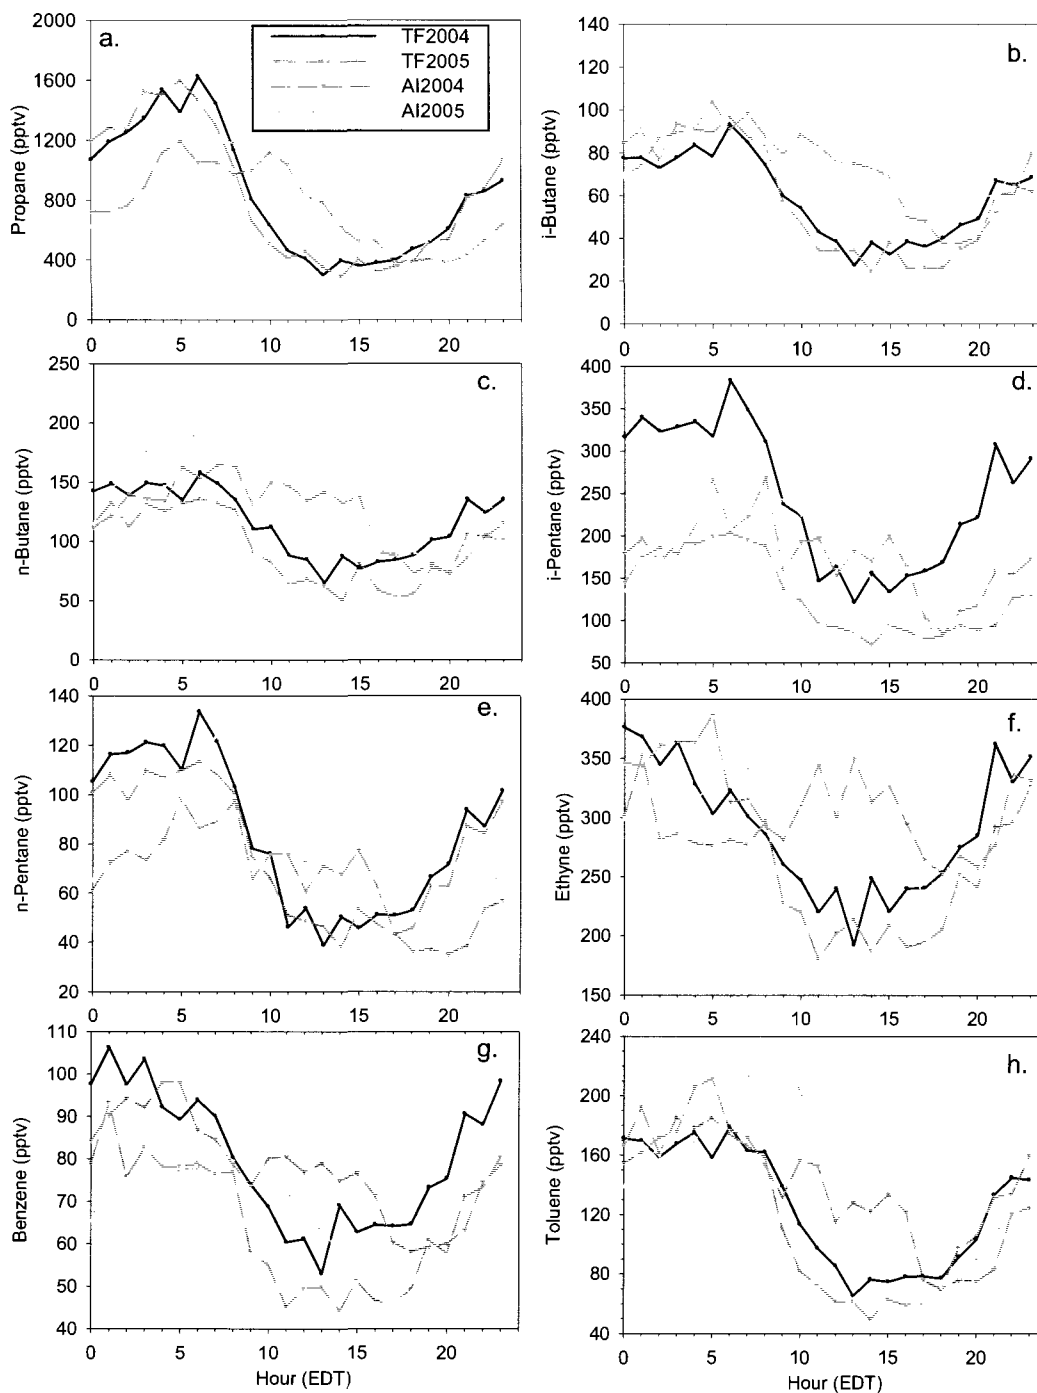 a.
TF2004
TF2005
AI2004
AI2005
Propane (pptv)
2000
1600
1200
800
400
0
0 5 10 15 20
b.
i-Butane (pptv)
140
120
100
80
60
40
20
0
0 5 10 15 20
c.
n-Butane (pptv)
250
200
150
100
50
0
0 5 10 15 20
d.
i-Pentane (pptv)
400
350
300
250
200
150
100
50
0 5 10 15 20
e.
n-Pentane (pptv)
140
120
100
80
60
40
20
0 5 10 15 20
f.
Ethyne (pptv)
400
350
300
250
200
150
0 5 10 15 20
g.
Benzene (pptv)
110
100
90
80
70
60
50
40
0 5 10 15 20
Hour (EDT)
h.
Toluene (pptv)
240
200
160
120
80
40
0 5 10 15 20
Hour (EDT)